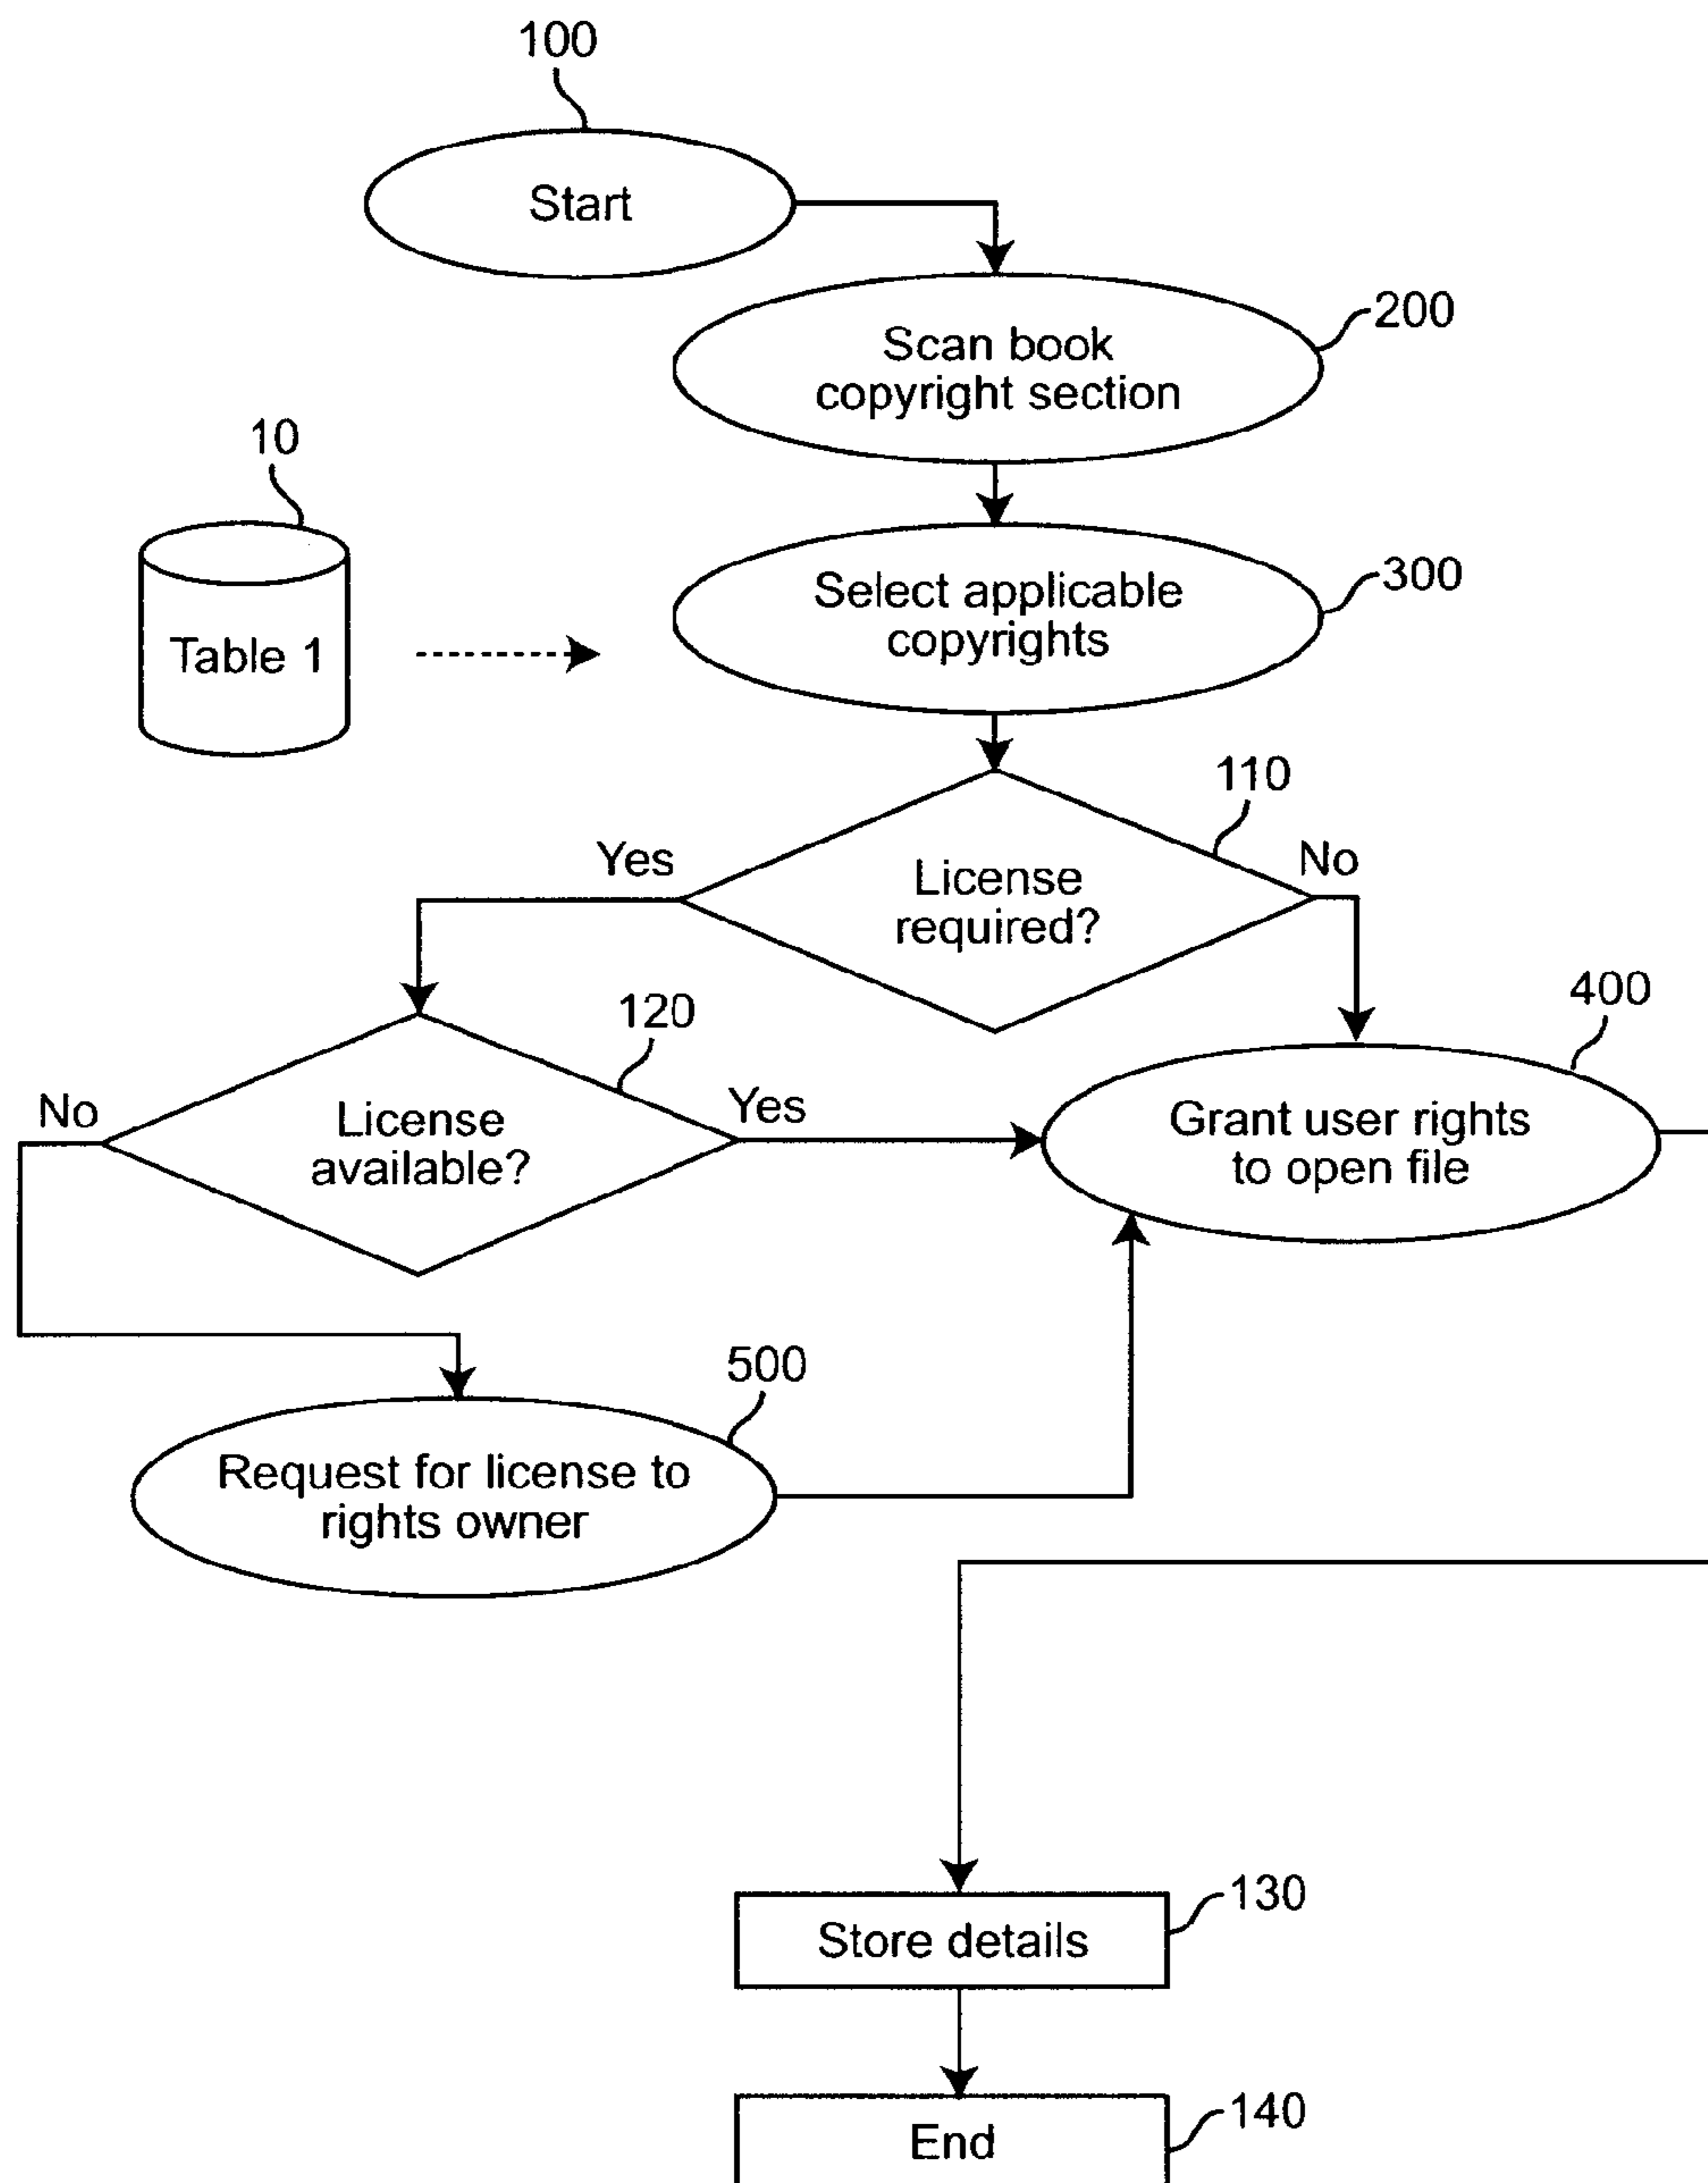 100
Start
200
Scan book
copyright section
10
Table 1
300
Select applicable
copyrights
110
Yes
No
License
required?
120
400
No
Yes
License
available?
Grant user rights
to open file
500
Request for license to
rights owner
130
Store details
140
End